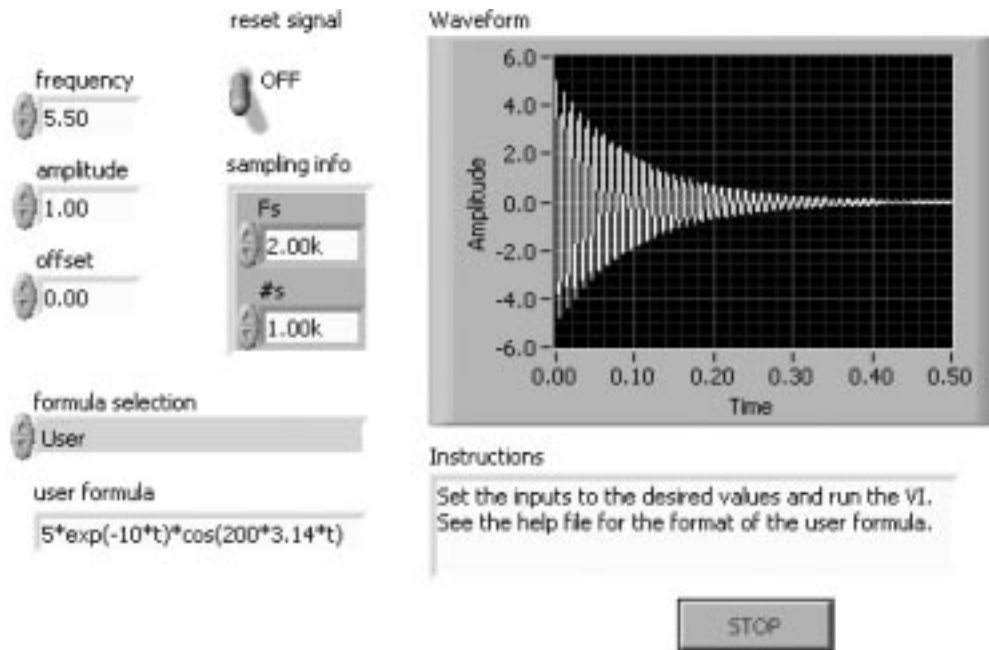 reset signal
OFF
frequency
5.50
amplitude
1.00
offset
0.00
sampling info
Fs
2.00k
#s
1.00k
formula selection
User
user formula
5*exp(-10*t)*cos(200*3.14*t)
Waveform
6.0
4.0
2.0
0.0
-2.0
-4.0
-6.0
Amplitude
0.00 0.10 0.20 0.30 0.40 0.50
Time
Instructions
Set the inputs to the desired values and run the VI.
See the help file for the format of the user formula.
STOP